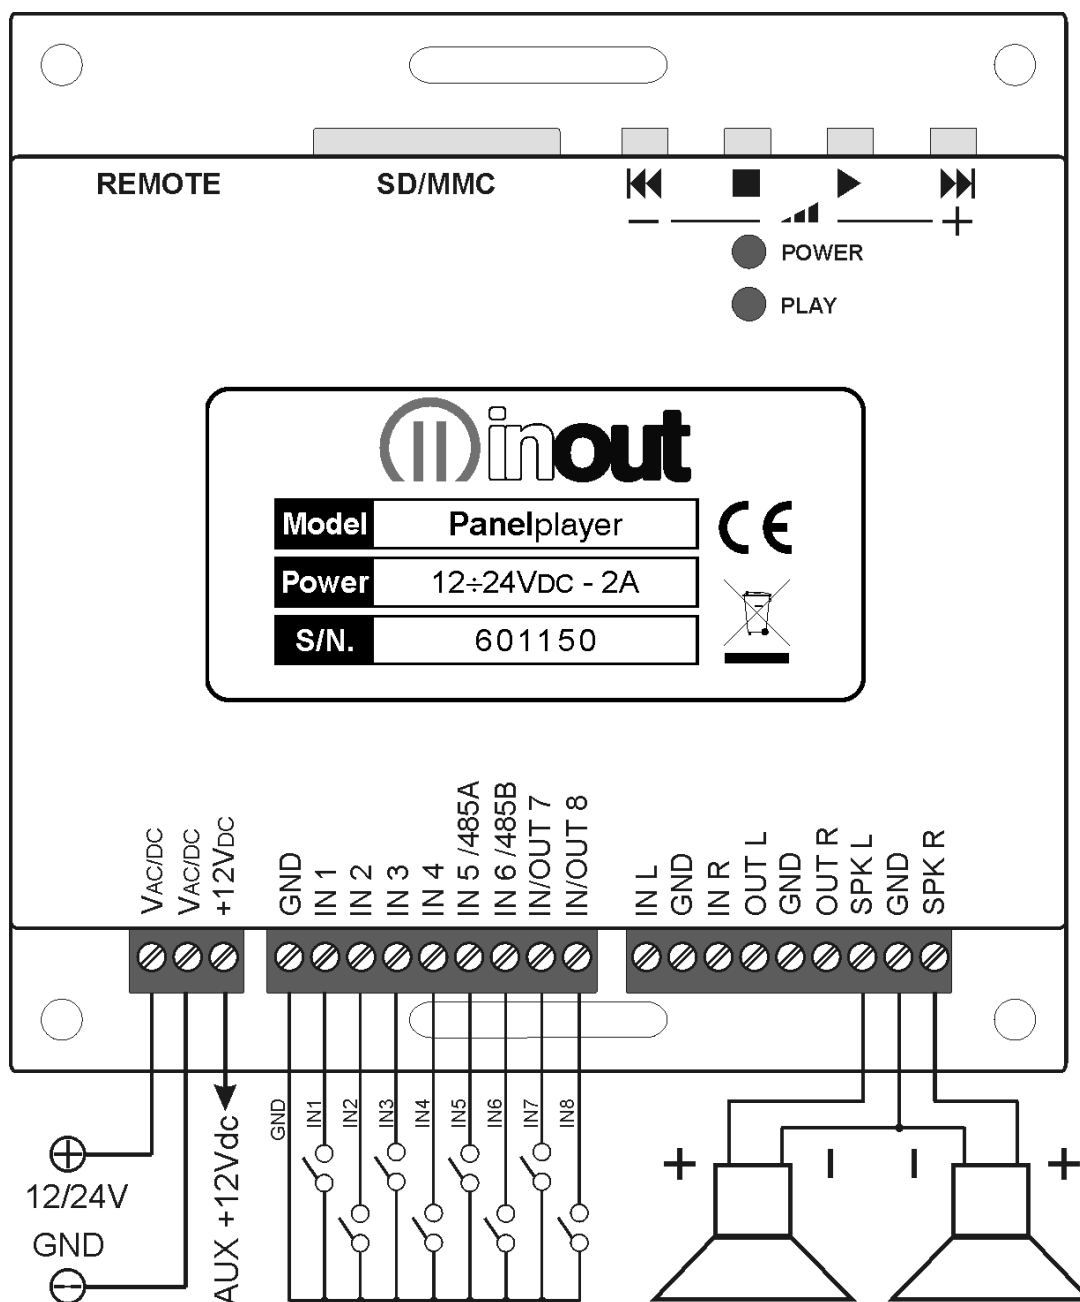 REMOTE SD/MMC
− +
POWER
PLAY
inout
Model Panelplayer
CE
Power 12÷24VDC - 2A
S/N. 601150
VAC/DC
VAC/DC
+12VDC
GND
IN 1
IN 2
IN 3
IN 4
IN 5 /485A
IN 6 /485B
IN/OUT 7
IN/OUT 8
IN L
GND
IN R
OUT L
GND
OUT R
SPK L
GND
SPK R
+
12/24V
GND
−
AUX +12Vdc
GND
IN1
IN2
IN3
IN4
IN5
IN6
IN7
IN8
+ − − +